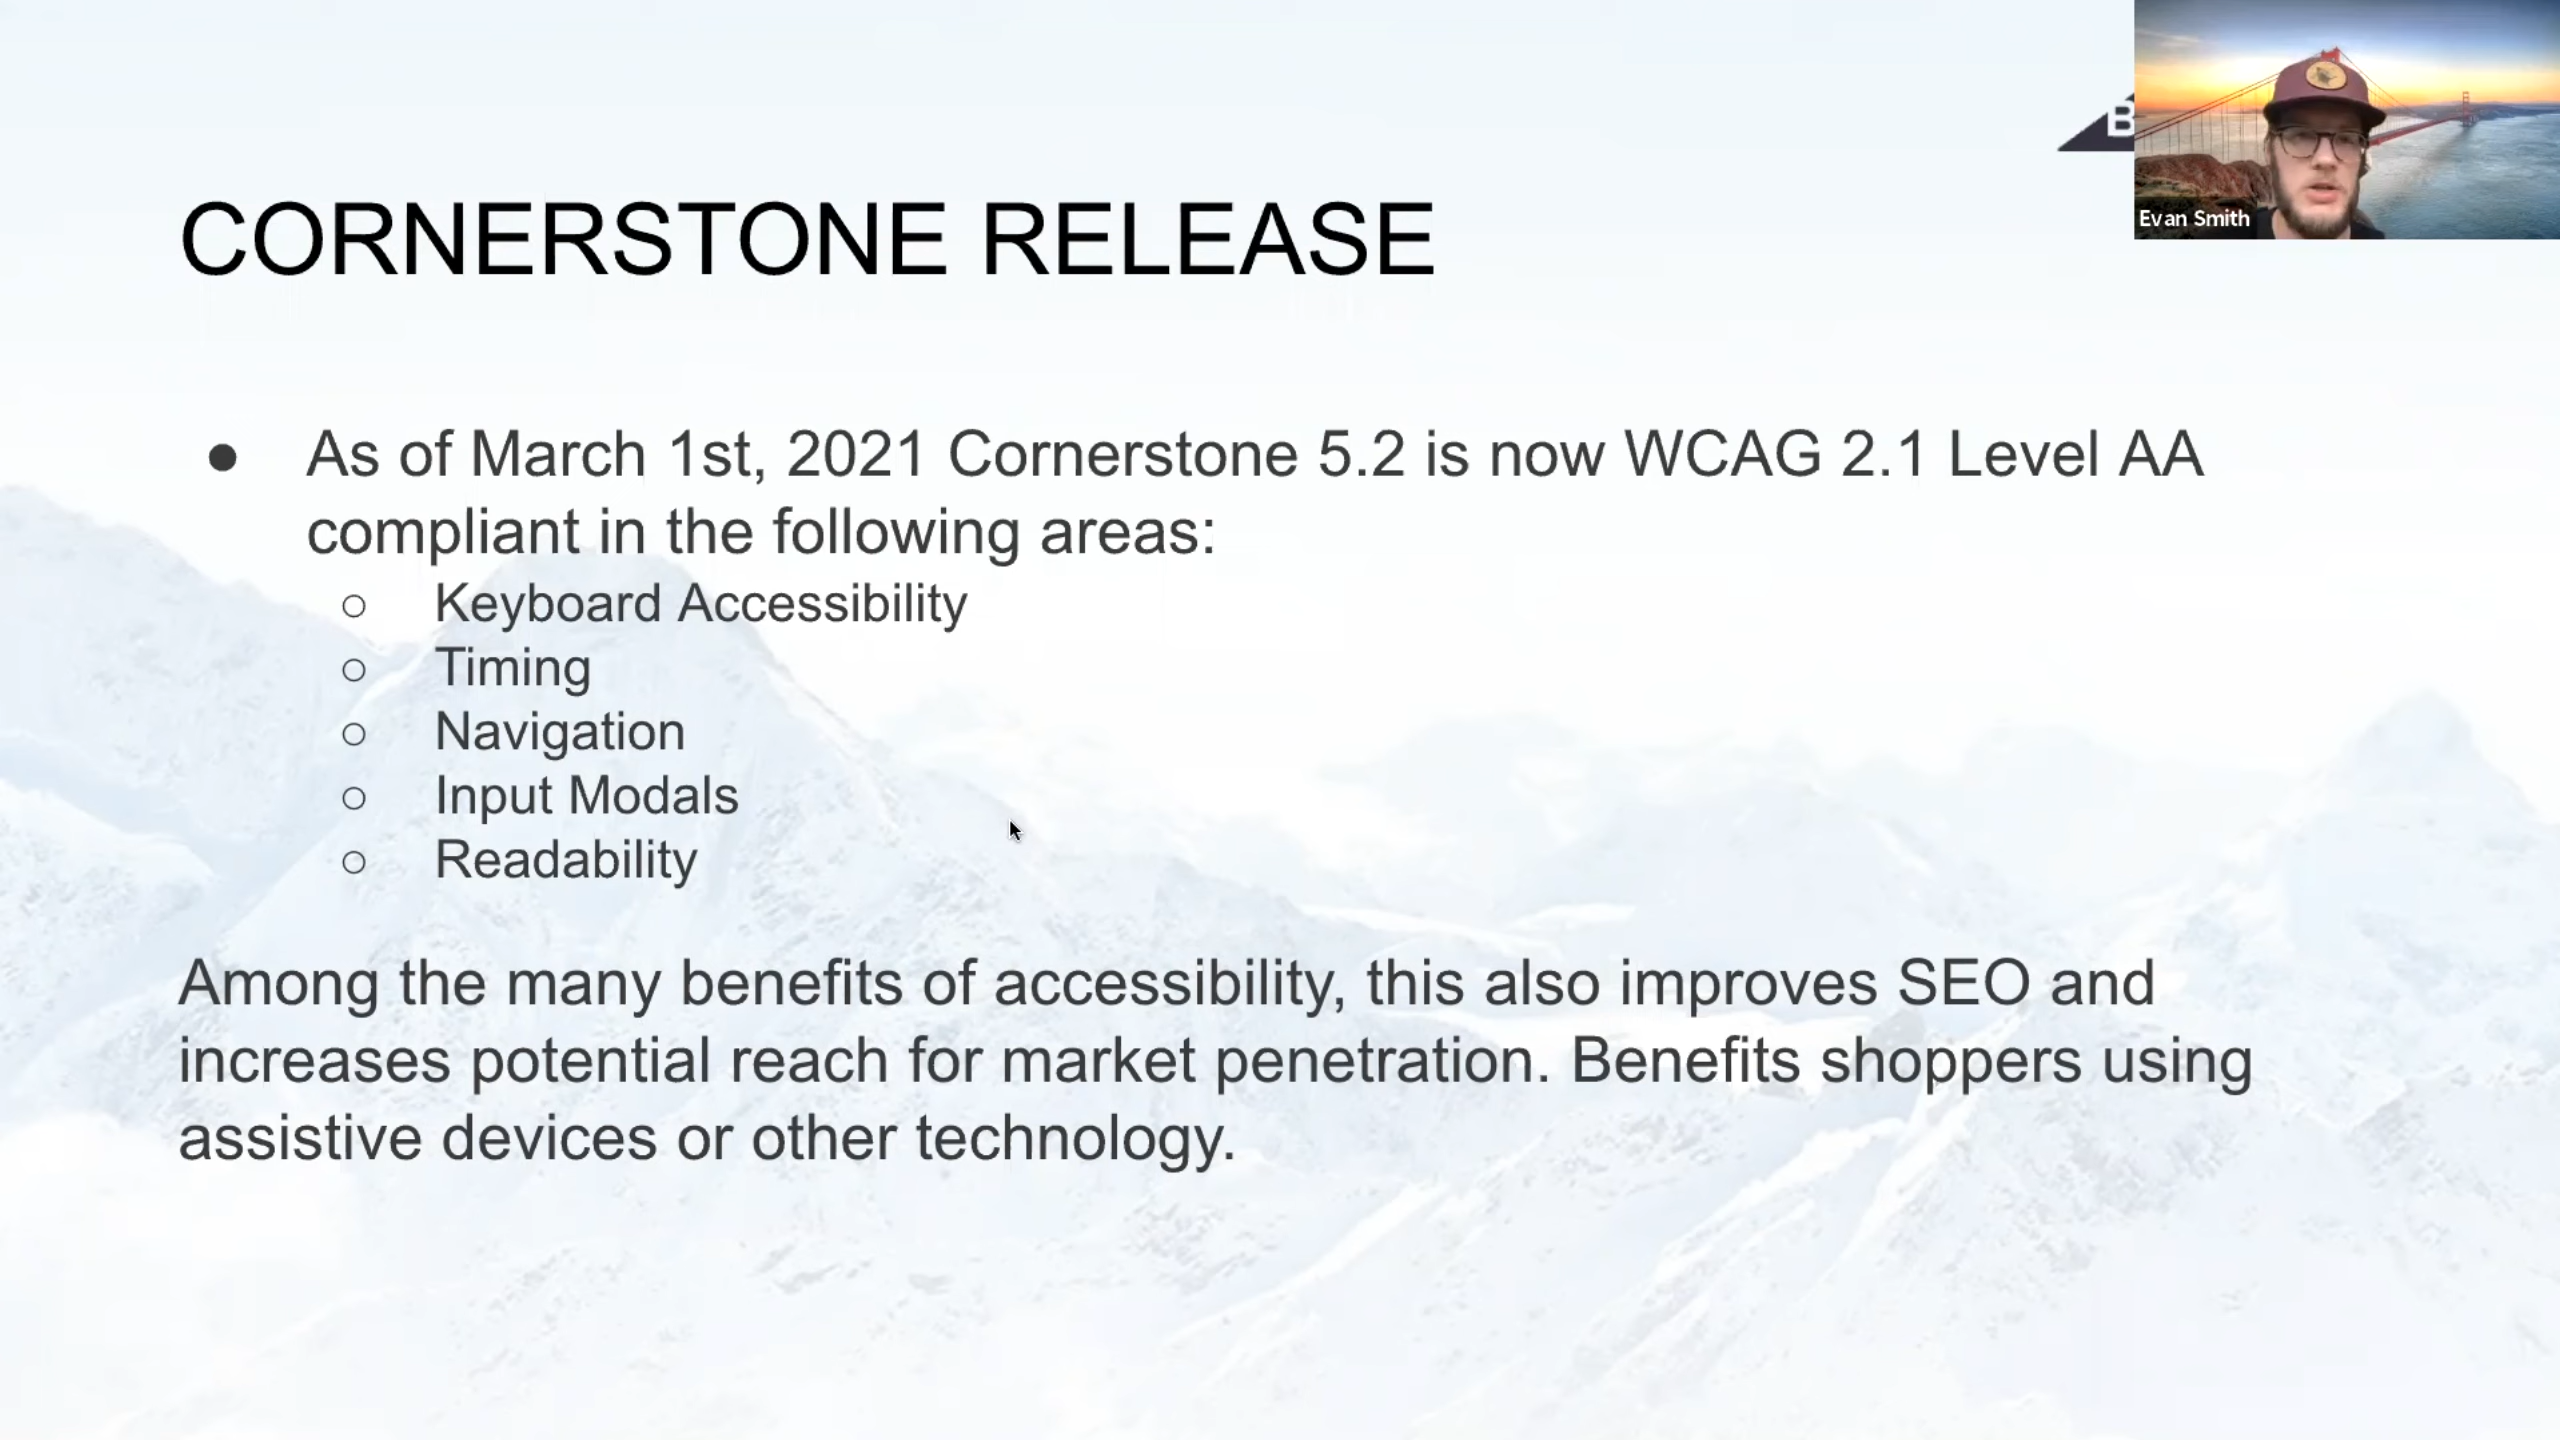 B
Evan Smith
CORNERSTONE RELEASE
● As of March 1st, 2021 Cornerstone 5.2 is now WCAG 2.1 Level AA
compliant in the following areas:
○ Keyboard Accessibility
○ Timing
○ Navigation
○ Input Modals
○ Readability
Among the many benefits of accessibility, this also improves SEO and
increases potential reach for market penetration. Benefits shoppers using
assistive devices or other technology.